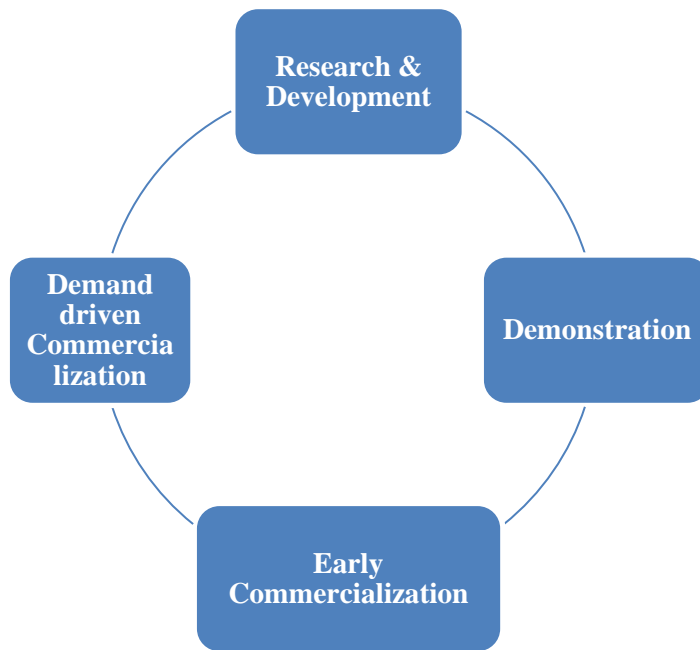 Research &
Development
Demonstration
Early
Commercialization
Demand
driven
Commercia
lization